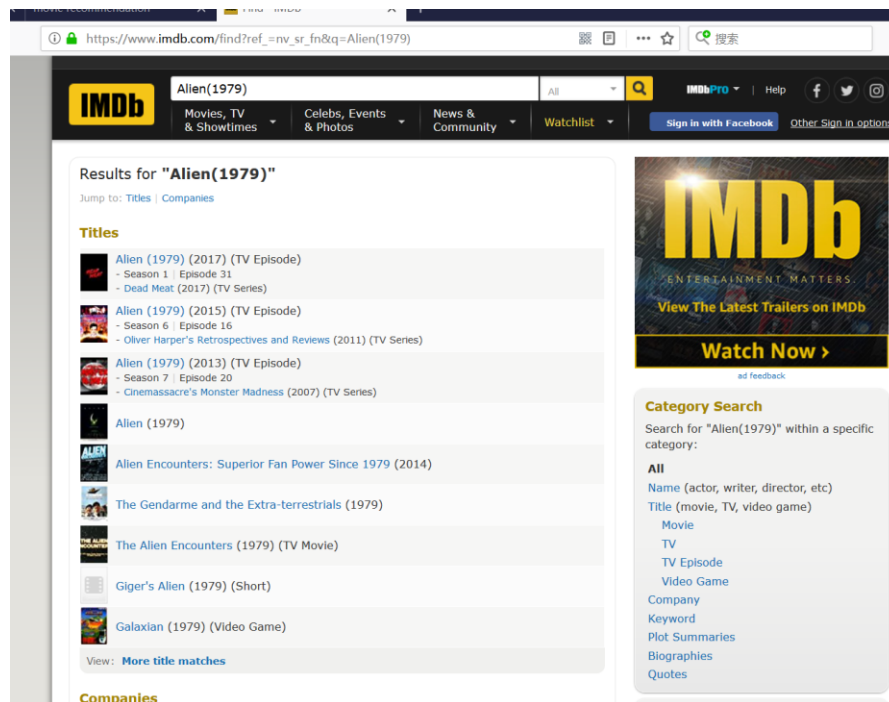 movie recommendation
Find - IMDb
https://www.imdb.com/find?ref_=nv_sr_fn&q=Alien(1979)
搜索
IMDb
Alien(1979)
All
IMDbPro | Help
Movies, TV & Showtimes
Celebs, Events & Photos
News & Community
Watchlist
Sign in with Facebook
Other Sign in options
Results for "Alien(1979)"
Jump to: Titles | Companies
Titles
Alien (1979) (2017) (TV Episode)
- Season 1 | Episode 31
- Dead Meat (2017) (TV Series)
Alien (1979) (2015) (TV Episode)
- Season 6 | Episode 16
- Oliver Harper's Retrospectives and Reviews (2011) (TV Series)
Alien (1979) (2013) (TV Episode)
- Season 7 | Episode 20
- Cinemassacre's Monster Madness (2007) (TV Series)
Alien (1979)
Alien Encounters: Superior Fan Power Since 1979 (2014)
The Gendarme and the Extra-terrestrials (1979)
The Alien Encounters (1979) (TV Movie)
Giger's Alien (1979) (Short)
Galaxian (1979) (Video Game)
View: More title matches
Companies
IMDb
ENTERTAINMENT MATTERS.
View The Latest Trailers on IMDb
Watch Now ›
ad feedback
Category Search
Search for "Alien(1979)" within a specific
category:
All
Name (actor, writer, director, etc)
Title (movie, TV, video game)
Movie
TV
TV Episode
Video Game
Company
Keyword
Plot Summaries
Biographies
Quotes